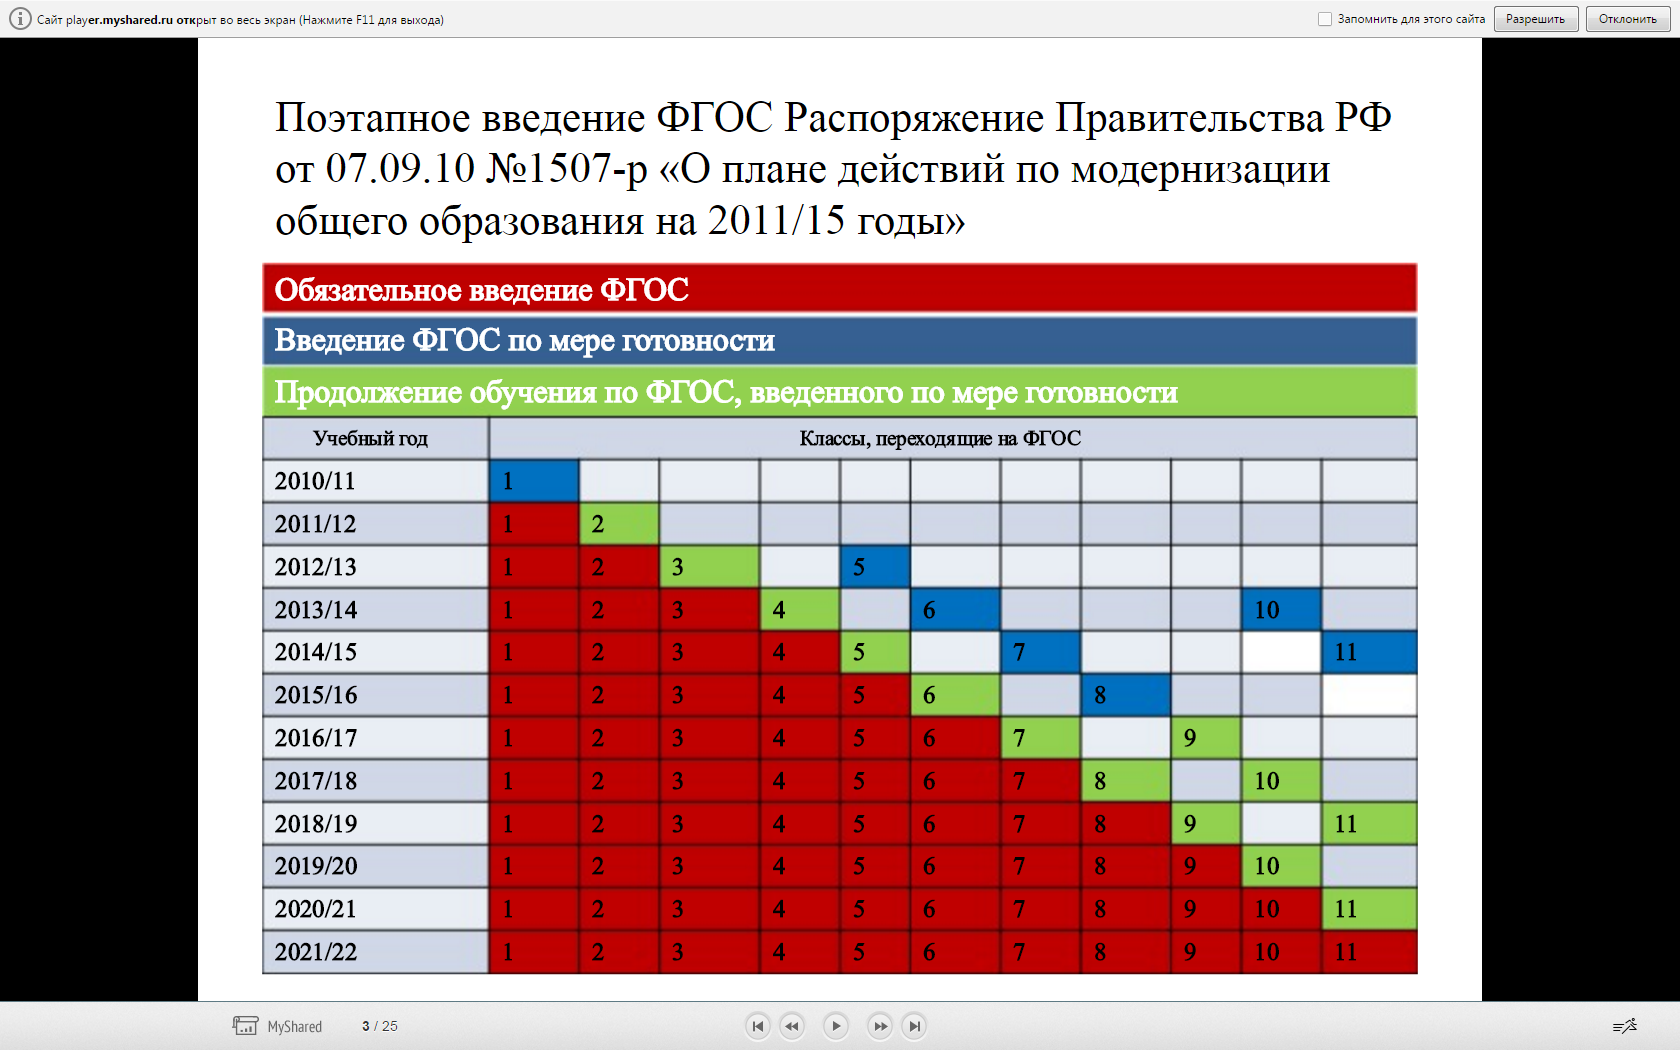 Сайт player.myshared.ru открыт во весь экран (Нажмите F11 для выхода)
Запомнить для этого сайта
Разрешить
Отклонить
Поэтапное введение ФГОС Распоряжение Правительства РФ
от 07.09.10 №1507-р «О плане действий по модернизации
общего образования на 2011/15 годы»
Обязательное введение ФГОС
Введение ФГОС по мере готовности
Продолжение обучения по ФГОС, введенного по мере готовности
Учебный год Классы, переходящие на ФГОС
2010/11 1
2011/12 1 2
2012/13 1 2 3 5
2013/14 1 2 3 4 6 10
2014/15 1 2 3 4 5 7 11
2015/16 1 2 3 4 5 6 8
2016/17 1 2 3 4 5 6 7 9
2017/18 1 2 3 4 5 6 7 8 10
2018/19 1 2 3 4 5 6 7 8 9 11
2019/20 1 2 3 4 5 6 7 8 9 10
2020/21 1 2 3 4 5 6 7 8 9 10 11
2021/22 1 2 3 4 5 6 7 8 9 10 11
MyShared 3 / 25